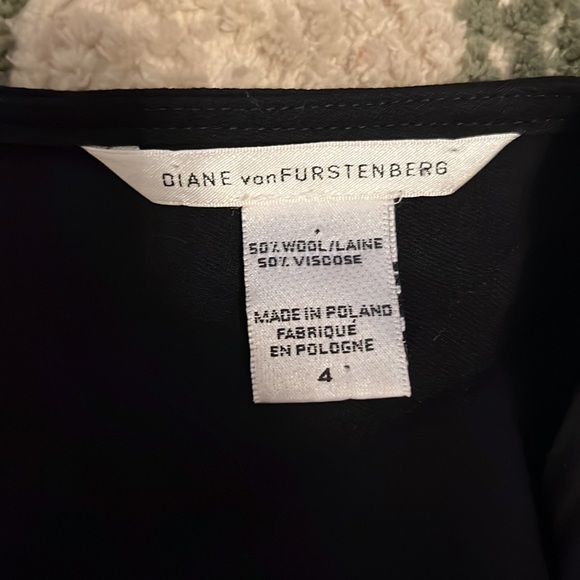 DIANE vonFURSTENBERG
50% WOOL/LAINE
50% VISCOSE
MADE IN POLAND
FABRIQUÉ
EN POLOGNE
4